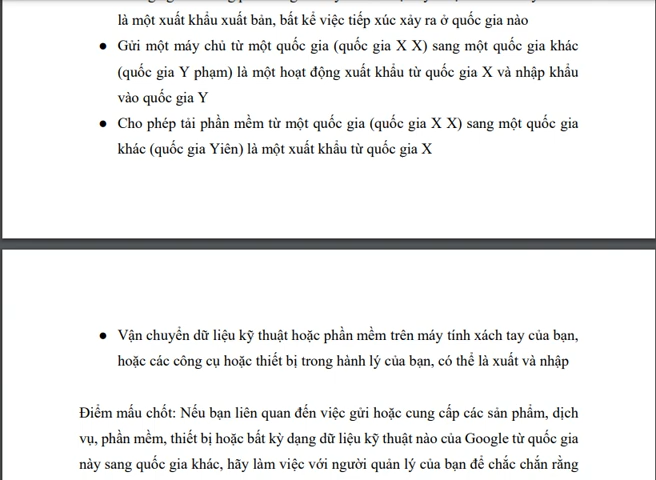 là một xuất khẩu xuất bản, bất kể việc tiếp xúc xảy ra ở quốc gia nào
● Gửi một máy chủ từ một quốc gia (quốc gia X X) sang một quốc gia khác
(quốc gia Y phạm) là một hoạt động xuất khẩu từ quốc gia X và nhập khẩu
vào quốc gia Y
● Cho phép tải phần mềm từ một quốc gia (quốc gia X X) sang một quốc gia
khác (quốc gia Yiên) là một xuất khẩu từ quốc gia X
● Vận chuyển dữ liệu kỹ thuật hoặc phần mềm trên máy tính xách tay của bạn,
hoặc các công cụ hoặc thiết bị trong hành lý của bạn, có thể là xuất và nhập
Điểm mấu chốt: Nếu bạn liên quan đến việc gửi hoặc cung cấp các sản phẩm, dịch
vụ, phần mềm, thiết bị hoặc bất kỳ dạng dữ liệu kỹ thuật nào của Google từ quốc gia
này sang quốc gia khác, hãy làm việc với người quản lý của bạn để chắc chắn rằng